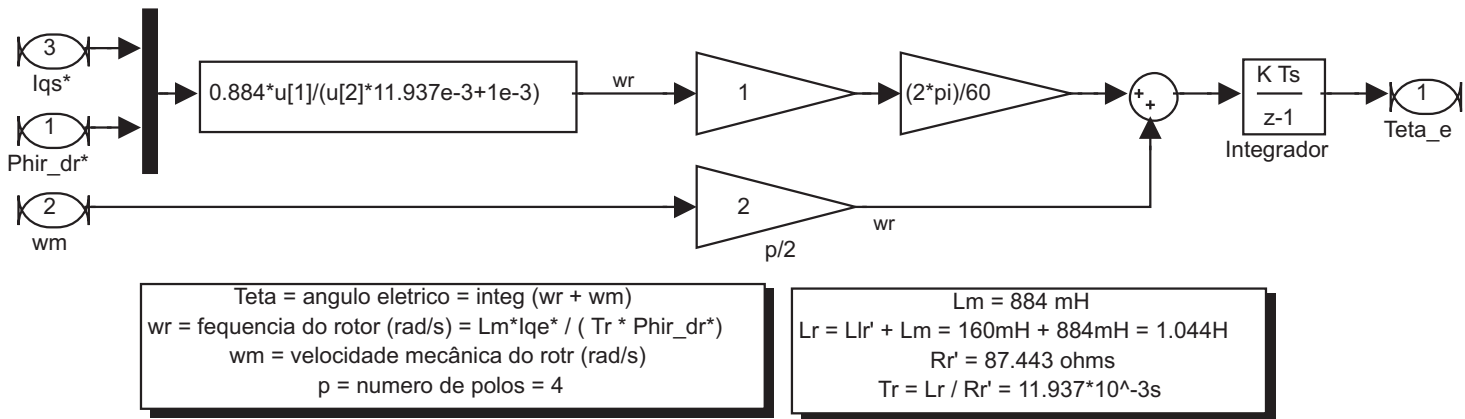 3
Iqs*
1
Phir_dr*
2
wm
0.884*u[1]/(u[2]*11.937e-3+1e-3)
wr
1
(2*pi)/60
2
p/2
wr
+
+
K Ts
z-1
Integrador
1
Teta_e
Teta = angulo eletrico = integ (wr + wm)
wr = fequencia do rotor (rad/s) = Lm*Iqe* / ( Tr * Phir_dr*)
wm = velocidade mecânica do rotr (rad/s)
p = numero de polos = 4
Lm = 884 mH
Lr = Llr' + Lm = 160mH + 884mH = 1.044H
Rr' = 87.443 ohms
Tr = Lr / Rr' = 11.937*10^-3s